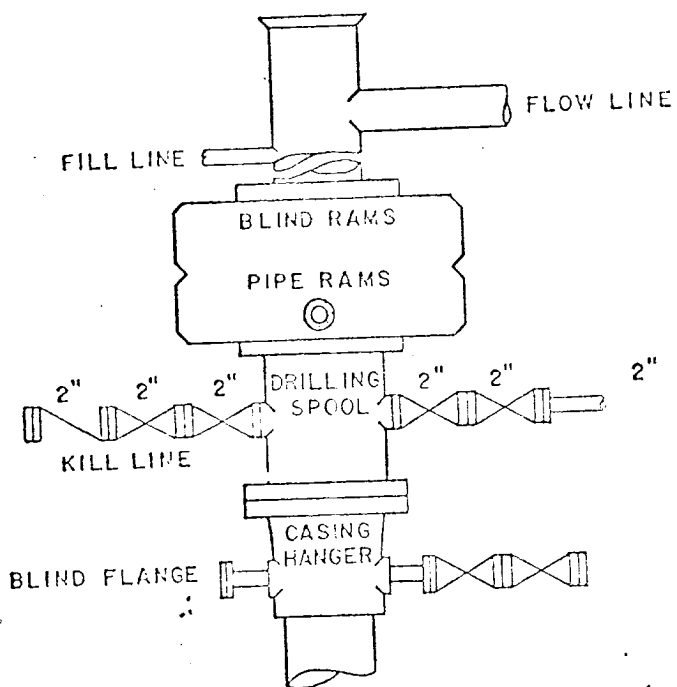 FLOW LINE
FILL LINE
BLIND RAMS
PIPE RAMS
2" 2" 2" DRILLING 2" 2" 2"
SPOOL
KILL LINE
CASING
HANGER
BLIND FLANGE